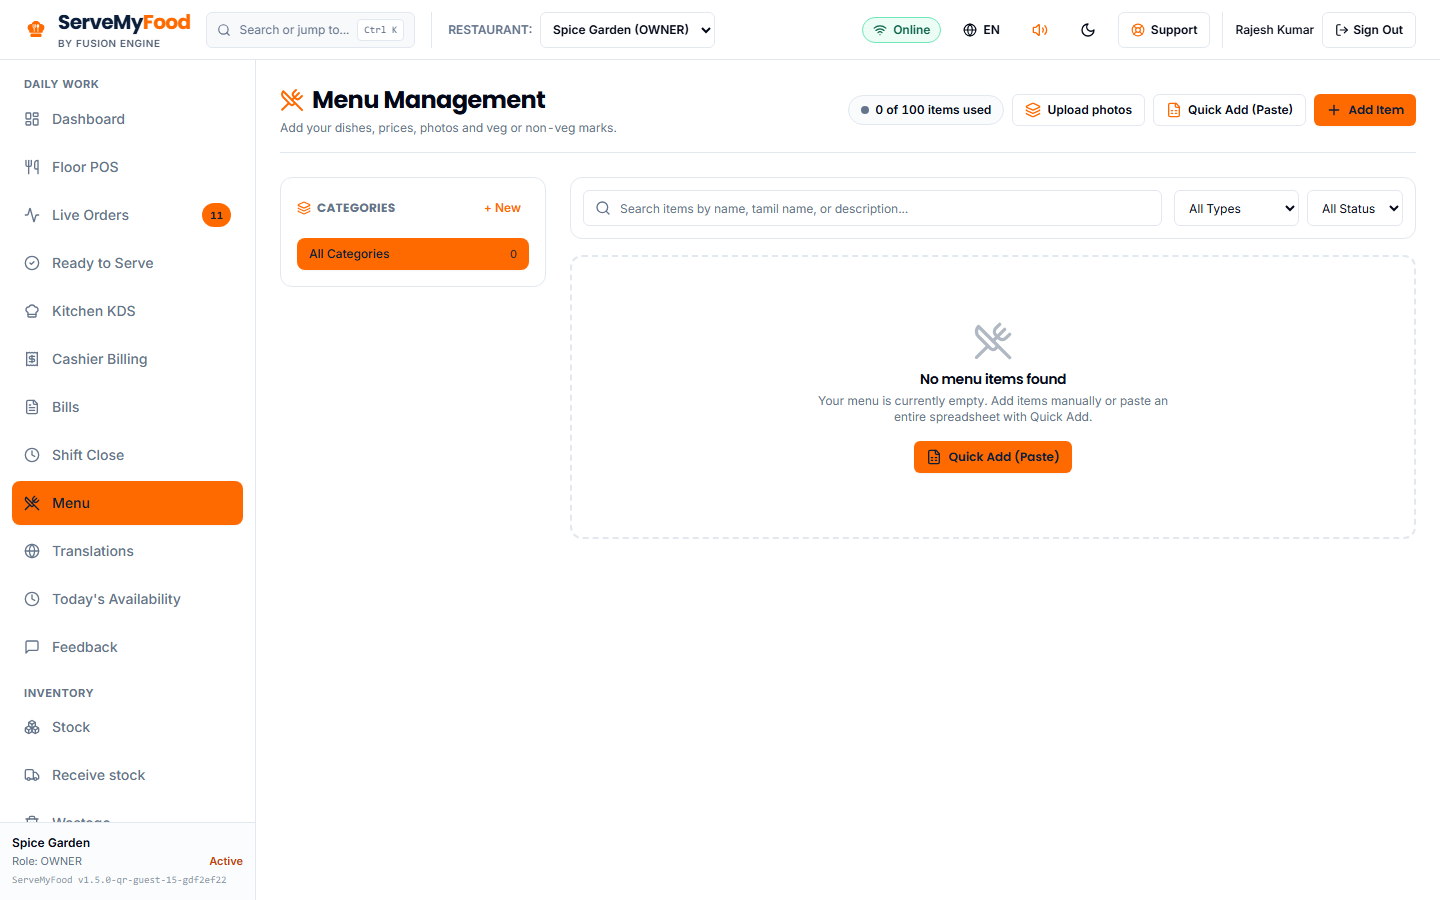 ServeMyFood
BY FUSION ENGINE
Search or jump to...
Ctrl K
RESTAURANT:
Spice Garden (OWNER)
Online
EN
Support
Rajesh Kumar
Sign Out
DAILY WORK
Dashboard
Floor POS
Live Orders
11
Ready to Serve
Kitchen KDS
Cashier Billing
Bills
Shift Close
Menu
Translations
Today's Availability
Feedback
INVENTORY
Stock
Receive stock
Wastage
Spice Garden
Role: OWNER
Active
ServeMyFood v1.5.0-qr-guest-15-gdf2ef22
Menu Management
Add your dishes, prices, photos and veg or non-veg marks.
0 of 100 items used
Upload photos
Quick Add (Paste)
+ Add Item
CATEGORIES
+ New
All Categories
0
Search items by name, tamil name, or description...
All Types
All Status
No menu items found
Your menu is currently empty. Add items manually or paste an
entire spreadsheet with Quick Add.
Quick Add (Paste)